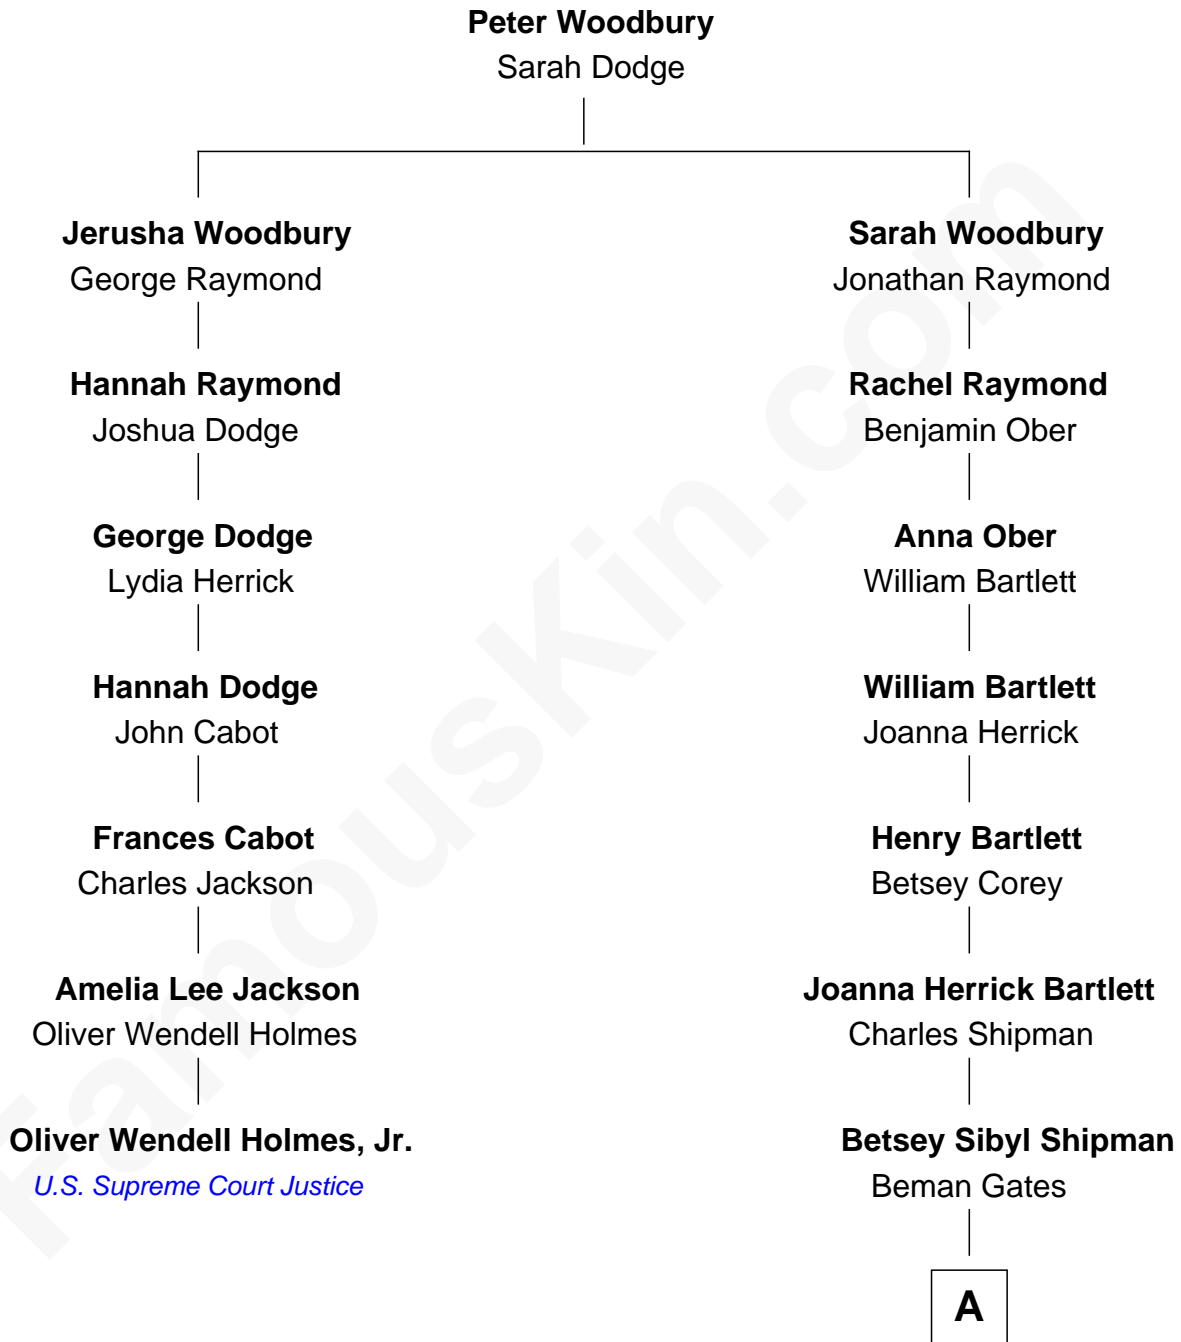 Peter Woodbury
Sarah Dodge
Jerusha Woodbury
George Raymond
Sarah Woodbury
Jonathan Raymond
Hannah Raymond
Joshua Dodge
Rachel Raymond
Benjamin Ober
George Dodge
Lydia Herrick
Anna Ober
William Bartlett
Hannah Dodge
John Cabot
William Bartlett
Joanna Herrick
Frances Cabot
Charles Jackson
Henry Bartlett
Betsey Corey
Amelia Lee Jackson
Oliver Wendell Holmes
Joanna Herrick Bartlett
Charles Shipman
Oliver Wendell Holmes, Jr.
U.S. Supreme Court Justice
Betsey Sibyl Shipman
Beman Gates
A
FamousKin.com